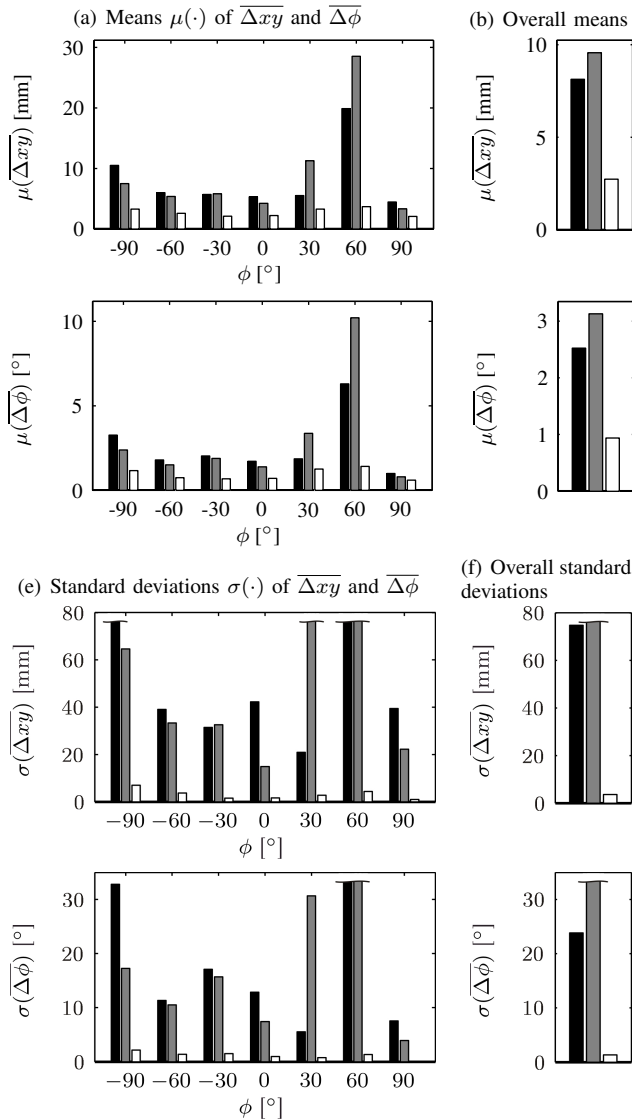 (a) Means μ(·) of Δxy and Δϕ
(b) Overall means
μ(Δxy) [mm]
30
20
10
0
-90 -60 -30 0 30 60 90
ϕ [°]
μ(Δxy) [mm]
10
5
0
μ(Δϕ) [°]
10
5
0
-90 -60 -30 0 30 60 90
ϕ [°]
μ(Δϕ) [°]
3
2
1
0
(e) Standard deviations σ(·) of Δxy and Δϕ
(f) Overall standard
deviations
σ(Δxy) [mm]
80
60
40
20
0
−90 −60 −30 0 30 60 90
ϕ [°]
σ(Δxy) [mm]
80
60
40
20
0
σ(Δϕ) [°]
30
20
10
0
−90 −60 −30 0 30 60 90
ϕ [°]
σ(Δϕ) [°]
30
20
10
0